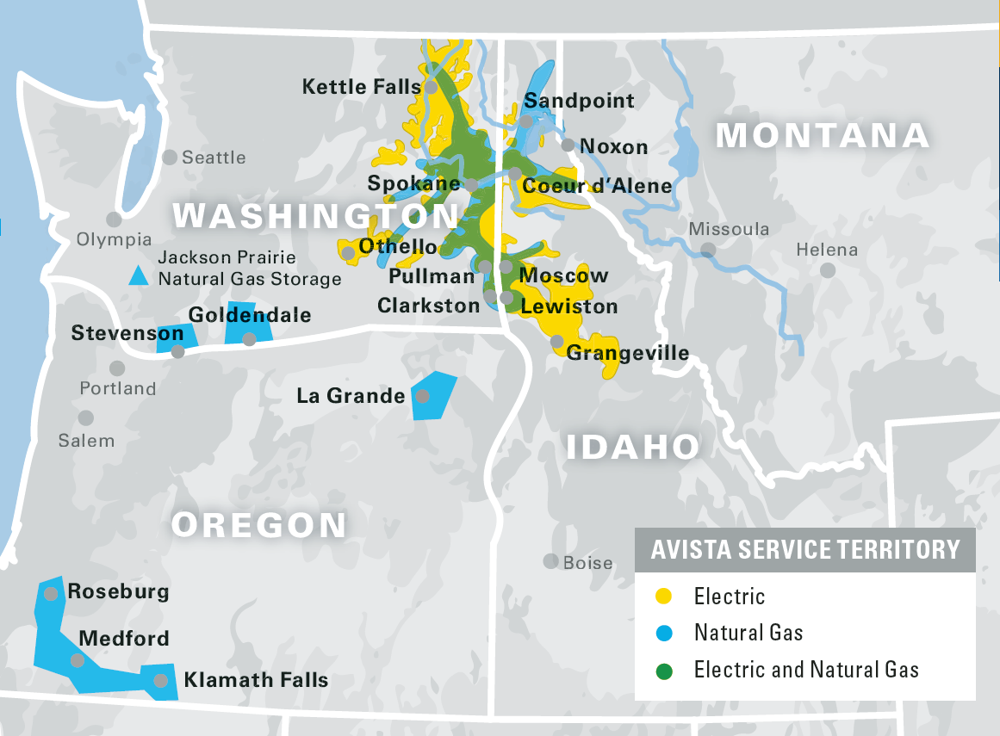 Kettle Falls
Sandpoint
MONTANA
Noxon
Seattle
Spokane
Coeur d'Alene
WASHINGTON
Olympia
Missoula
Othello
Helena
Jackson Prairie
Natural Gas Storage
Pullman
Moscow
Clarkston
Lewiston
Goldendale
Stevenson
Grangeville
Portland
La Grande
Salem
IDAHO
OREGON
Boise
Roseburg
Medford
Klamath Falls
AVISTA SERVICE TERRITORY
Electric
Natural Gas
Electric and Natural Gas